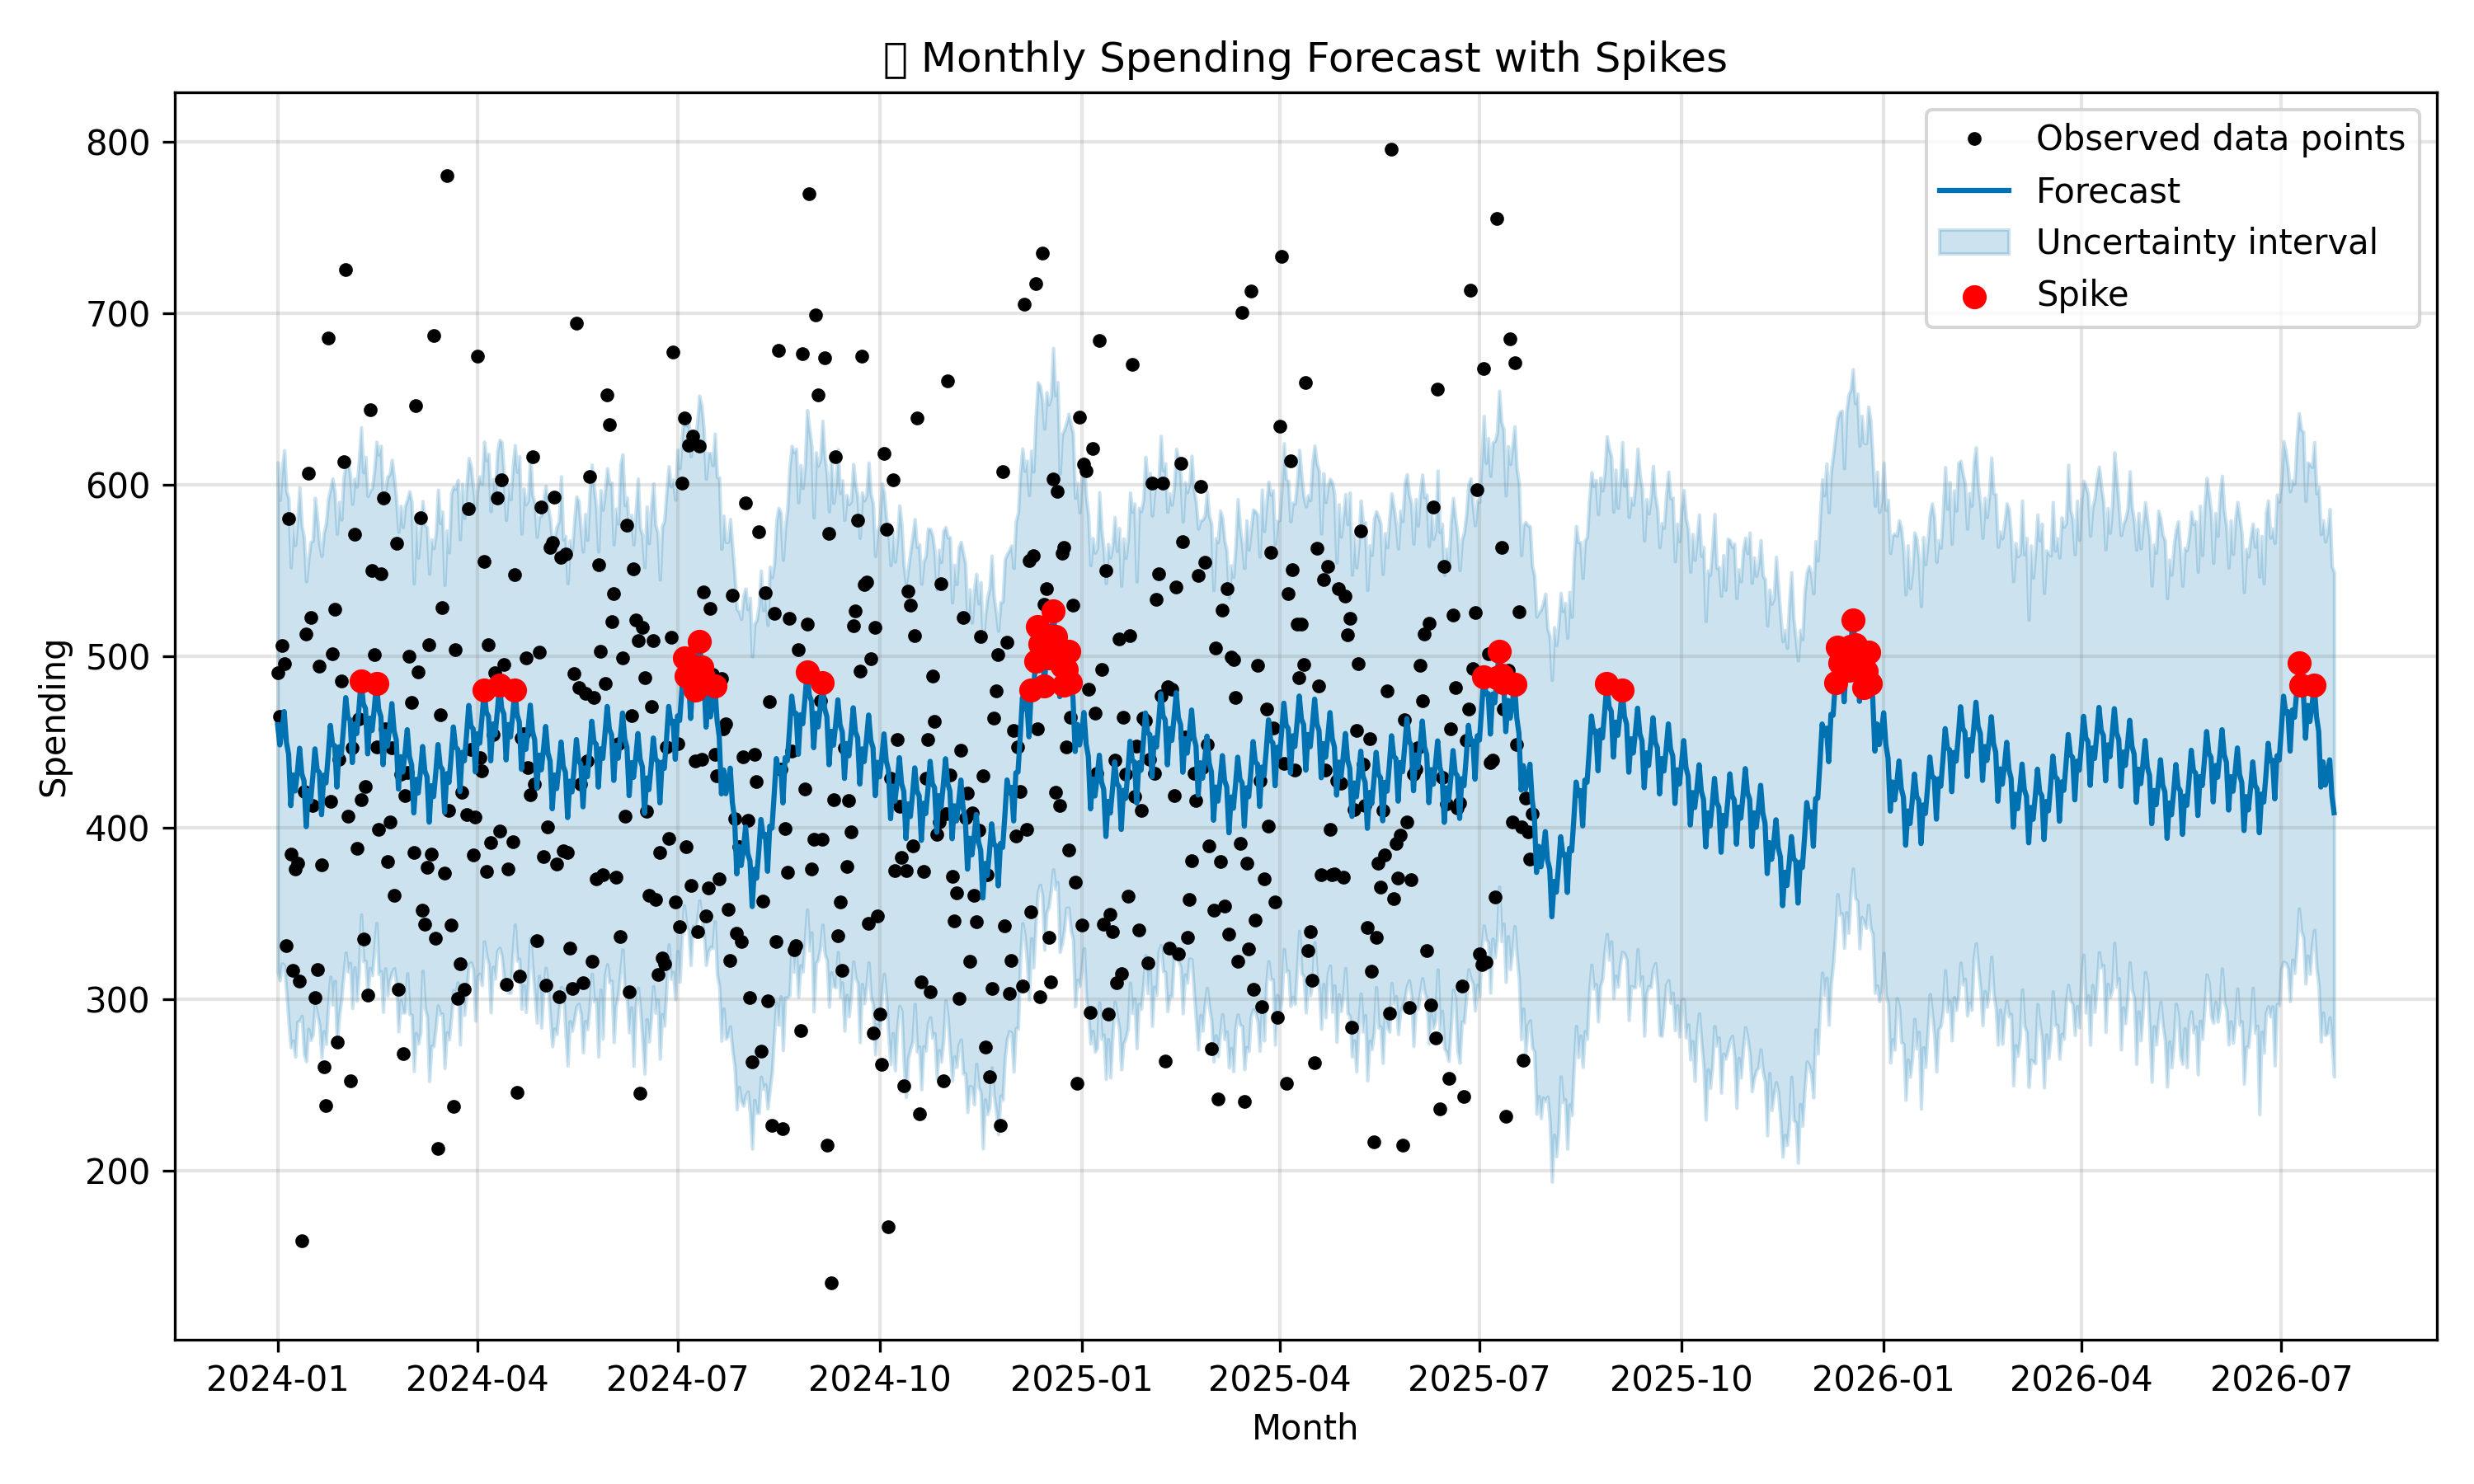 Monthly Spending Forecast with Spikes
Observed data points
Forecast
Uncertainty interval
Spike
800
700
600
500
400
300
200
Spending
2024-01 2024-04 2024-07 2024-10 2025-01 2025-04 2025-07 2025-10 2026-01 2026-04 2026-07
Month